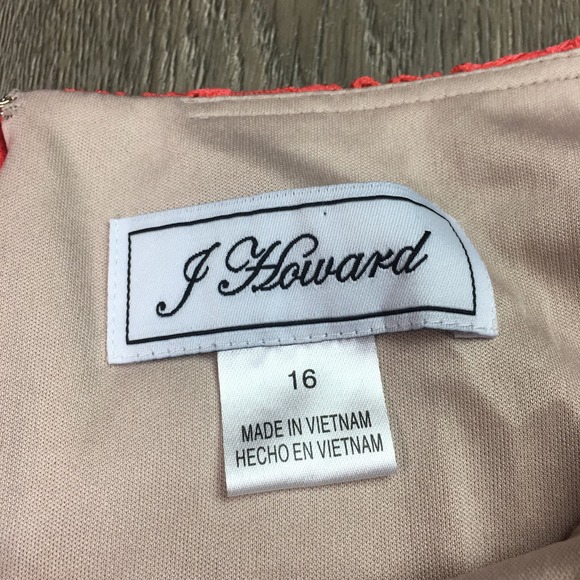 J Howard
16
MADE IN VIETNAM
HECHO EN VIETNAM